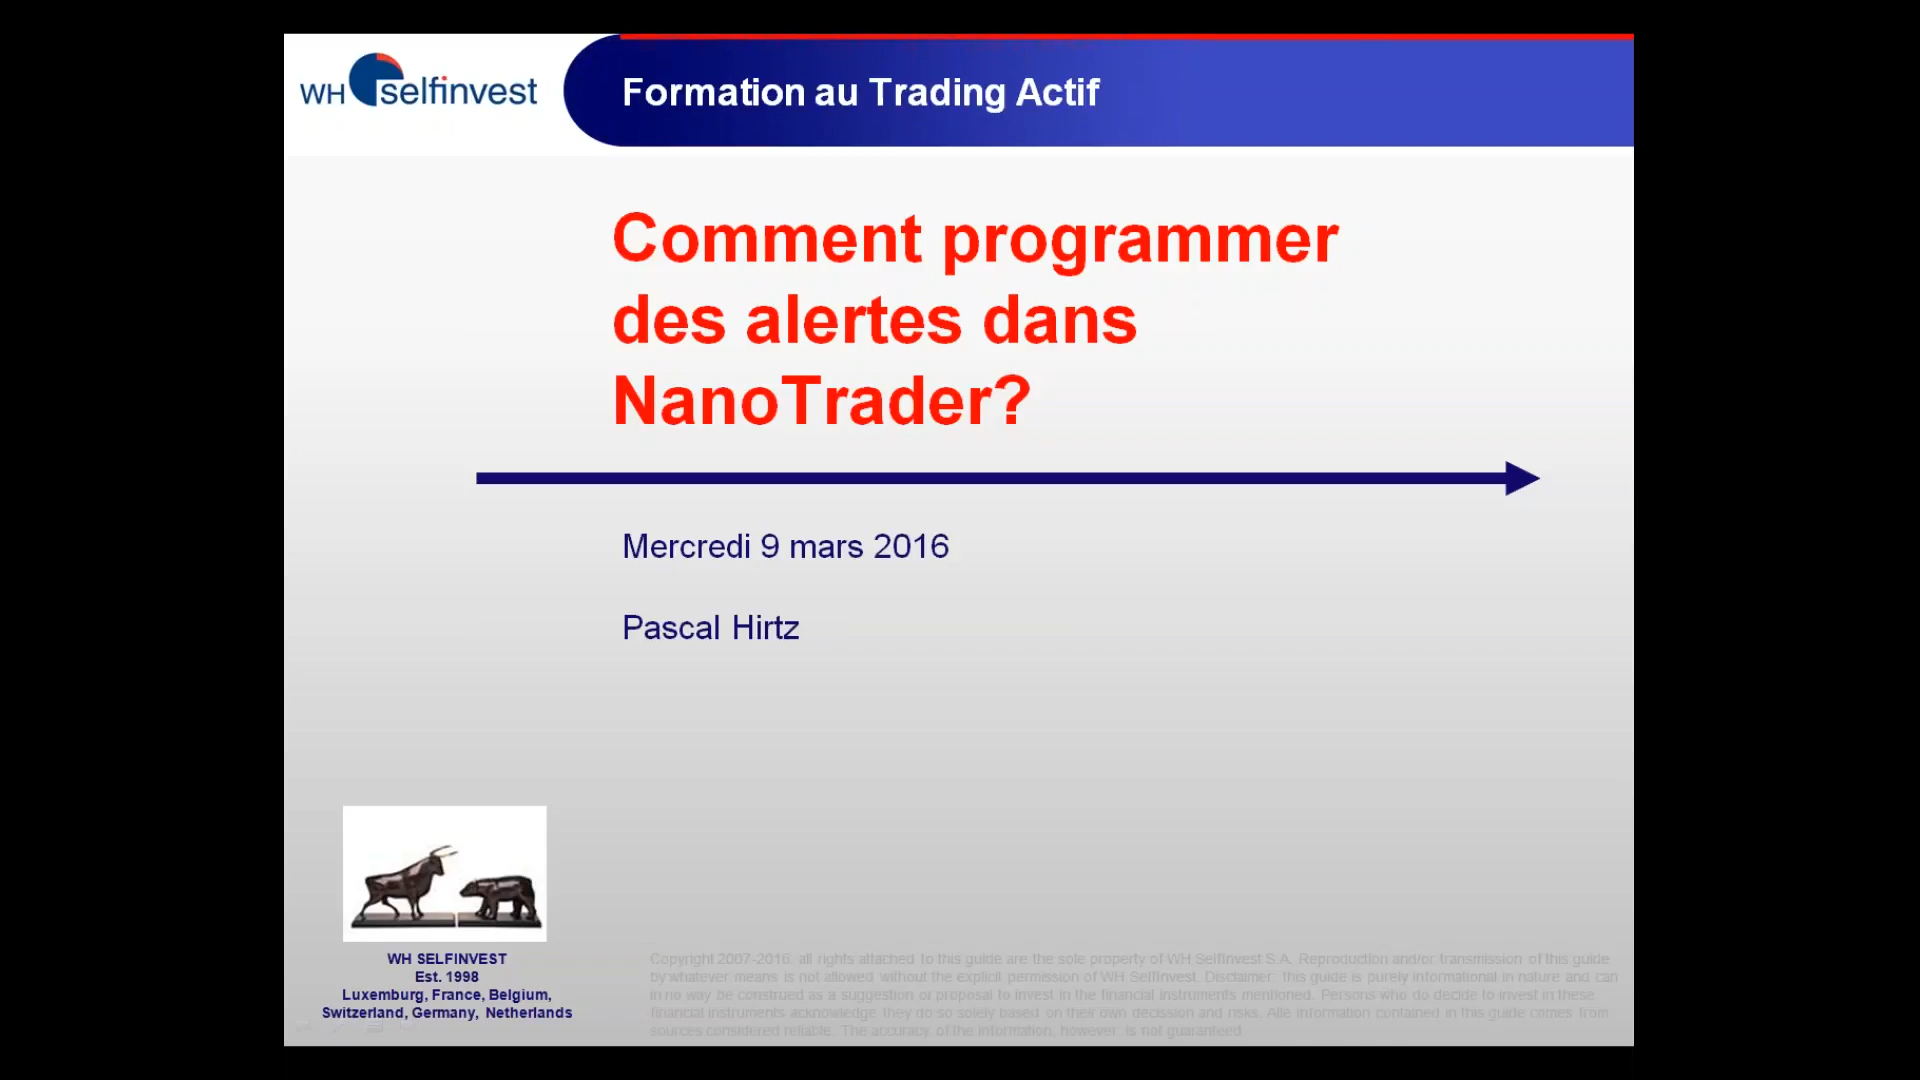 WH selfinvest
Formation au Trading Actif
Comment programmer
des alertes dans
NanoTrader?
Mercredi 9 mars 2016
Pascal Hirtz
WH SELFINVEST
Est. 1998
Luxemburg, France, Belgium,
Switzerland, Germany, Netherlands
Copyright 2007-2016: all rights attached to this guide are the sole property of WH SelfInvest S.A. Reproduction and/or transmission of this guide
by whatever means is not allowed without the explicit permission of WH SelfInvest. Disclaimer: this guide is purely informational in nature and can
in no way be construed as a suggestion or proposal to invest in the financial instruments mentioned. Persons who do decide to invest in these
financial instruments acknowledge they do so solely based on their own decission and risks. Alle information contained in this guide comes from
sources considered reliable. The accuracy of the information, however, is not guaranteed.